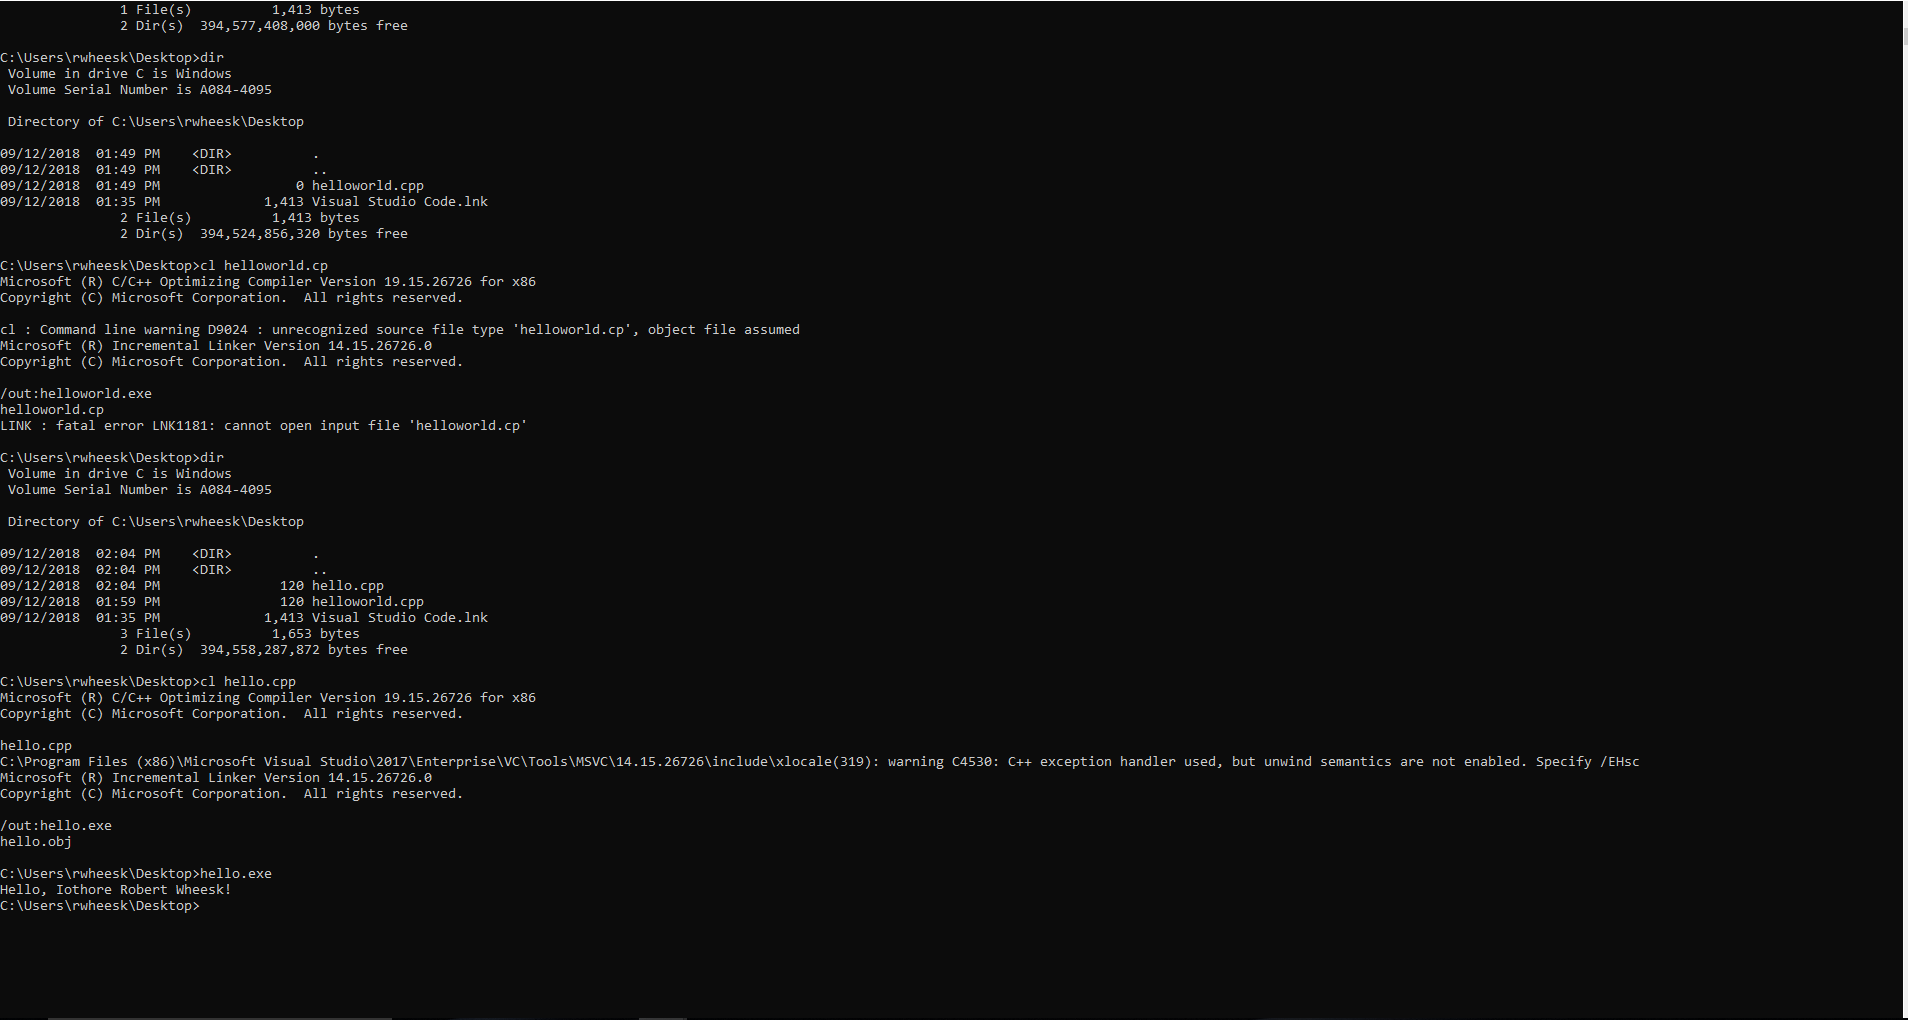 1 File(s) 1,413 bytes
2 Dir(s) 394,577,408,000 bytes free
C:\Users\rwheesk\Desktop>dir
Volume in drive C is Windows
Volume Serial Number is A084-4095
Directory of C:\Users\rwheesk\Desktop
09/12/2018 01:49 PM <DIR> .
09/12/2018 01:49 PM <DIR> ..
09/12/2018 01:49 PM 0 helloworld.cpp
09/12/2018 01:35 PM 1,413 Visual Studio Code.lnk
2 File(s) 1,413 bytes
2 Dir(s) 394,524,856,320 bytes free
C:\Users\rwheesk\Desktop>cl helloworld.cp
Microsoft (R) C/C++ Optimizing Compiler Version 19.15.26726 for x86
Copyright (C) Microsoft Corporation. All rights reserved.
cl : Command line warning D9024 : unrecognized source file type 'helloworld.cp', object file assumed
Microsoft (R) Incremental Linker Version 14.15.26726.0
Copyright (C) Microsoft Corporation. All rights reserved.
/out:helloworld.exe
helloworld.cp
LINK : fatal error LNK1181: cannot open input file 'helloworld.cp'
C:\Users\rwheesk\Desktop>dir
Volume in drive C is Windows
Volume Serial Number is A084-4095
Directory of C:\Users\rwheesk\Desktop
09/12/2018 02:04 PM <DIR> .
09/12/2018 02:04 PM <DIR> ..
09/12/2018 02:04 PM 120 hello.cpp
09/12/2018 01:59 PM 120 helloworld.cpp
09/12/2018 01:35 PM 1,413 Visual Studio Code.lnk
3 File(s) 1,653 bytes
2 Dir(s) 394,558,287,872 bytes free
C:\Users\rwheesk\Desktop>cl hello.cpp
Microsoft (R) C/C++ Optimizing Compiler Version 19.15.26726 for x86
Copyright (C) Microsoft Corporation. All rights reserved.
hello.cpp
C:\Program Files (x86)\Microsoft Visual Studio\2017\Enterprise\VC\Tools\MSVC\14.15.26726\include\xlocale(319): warning C4530: C++ exception handler used, but unwind semantics are not enabled. Specify /EHsc
Microsoft (R) Incremental Linker Version 14.15.26726.0
Copyright (C) Microsoft Corporation. All rights reserved.
/out:hello.exe
hello.obj
C:\Users\rwheesk\Desktop>hello.exe
Hello, Iothore Robert Wheesk!
C:\Users\rwheesk\Desktop>